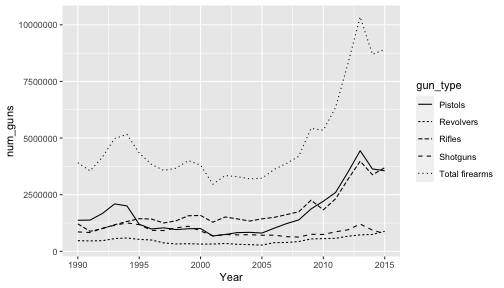 10000000
7500000
5000000
2500000
0
num_guns
1990
1995
2000
2005
2010
2015
Year
gun_type
Pistols
Revolvers
Rifles
Shotguns
Total firearms